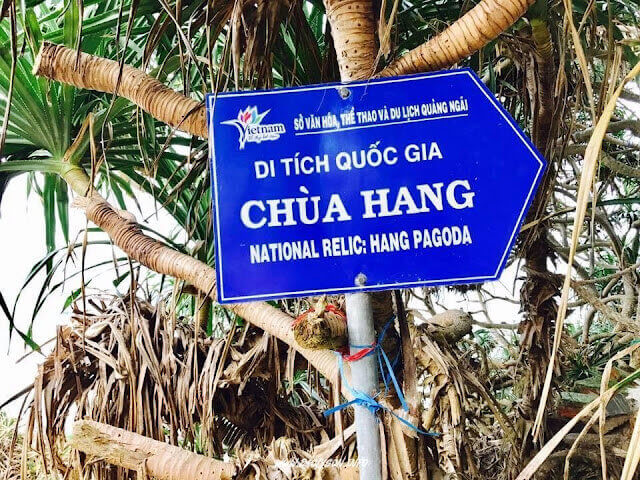 Vietnam
SỞ VĂN HÓA, THỂ THAO VÀ DU LỊCH QUẢNG NGÃI
DI TÍCH QUỐC GIA
CHÙA HANG
NATIONAL RELIC: HANG PAGODA